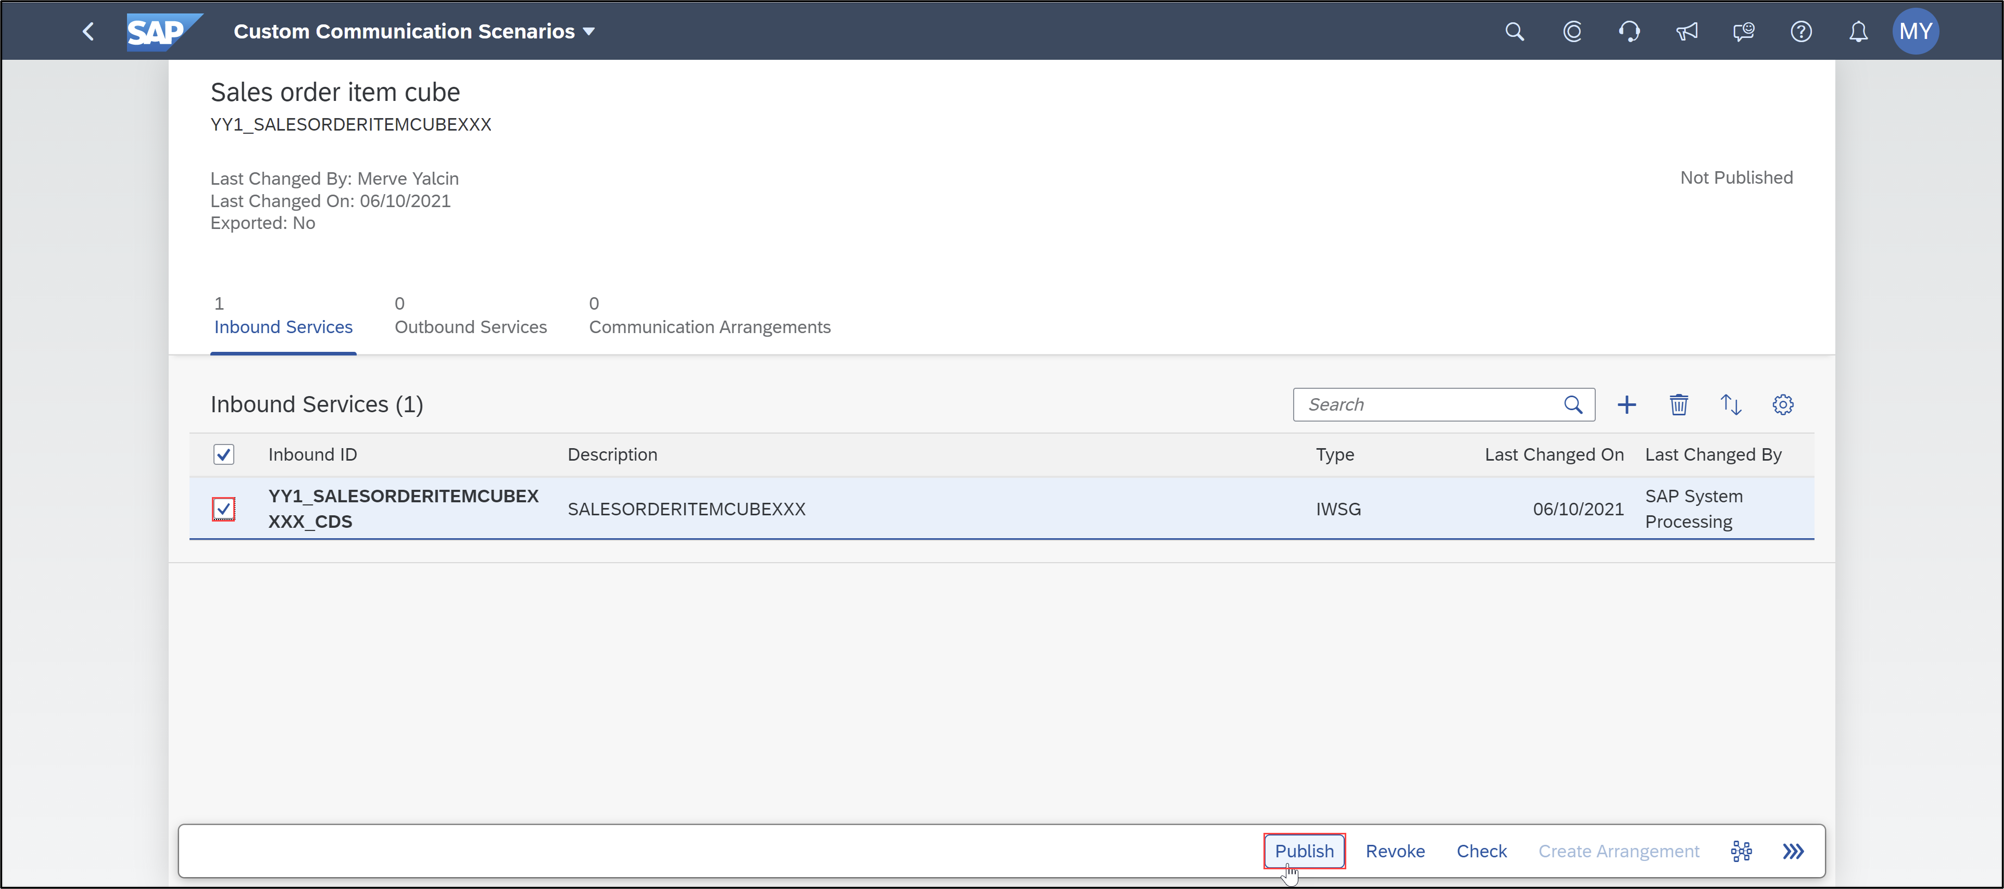 SAP
Custom Communication Scenarios
MY
Sales order item cube
YY1_SALESORDERITEMCUBEXXX
Last Changed By: Merve Yalcin
Last Changed On: 06/10/2021
Exported: No
Not Published
1
Inbound Services
0
Outbound Services
0
Communication Arrangements
Inbound Services (1)
Search
Inbound ID
Description
Type
Last Changed On
Last Changed By
YY1_SALESORDERITEMCUBEX
XXX_CDS
SALESORDERITEMCUBEXXX
IWSG
06/10/2021
SAP System
Processing
Publish
Revoke
Check
Create Arrangement